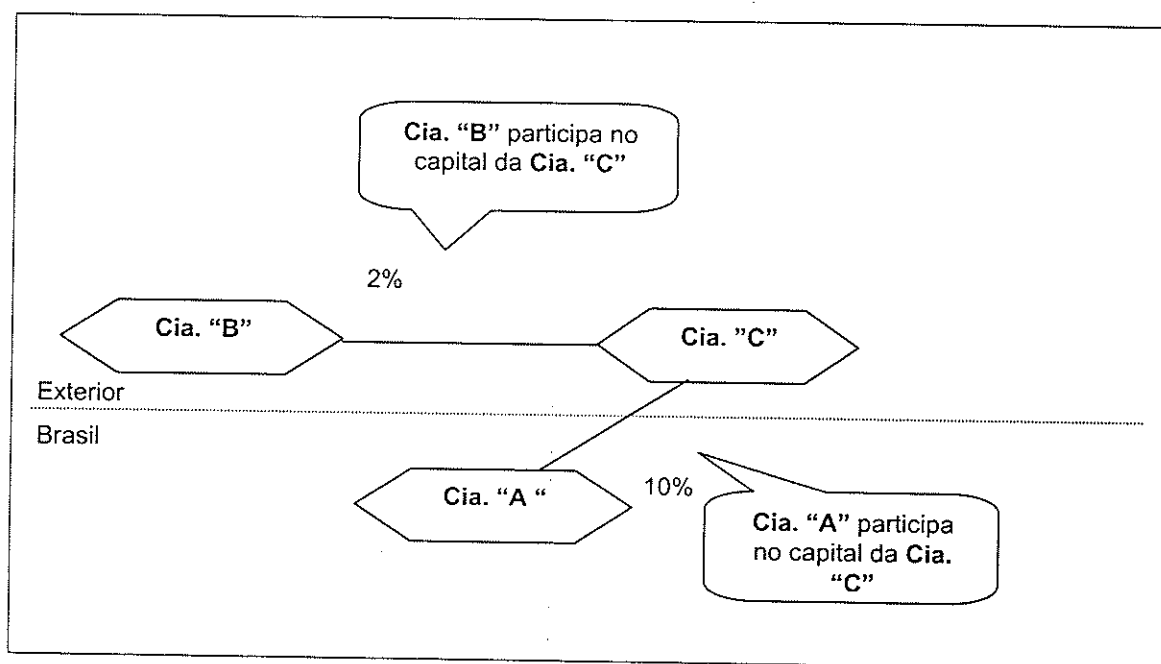 Cia. “B” participa no
capital da Cia. “C”
2%
Cia. “B”
Cia. ”C”
Exterior
Brasil
Cia. “A “
10%
Cia. “A” participa
no capital da Cia.
“C”